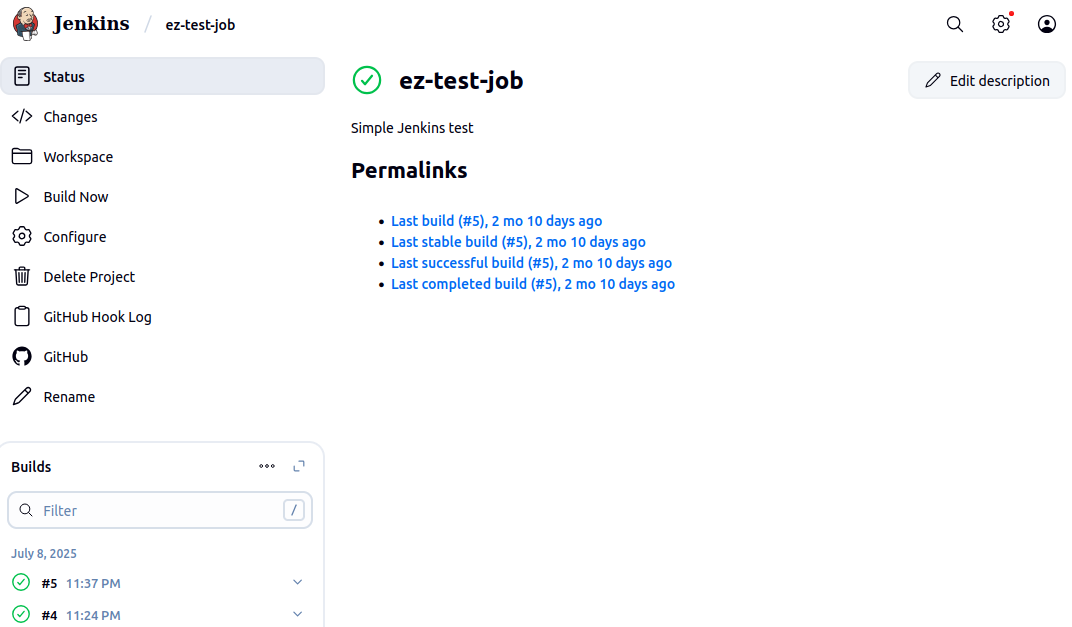 Jenkins / ez-test-job
Status
Changes
Workspace
Build Now
Configure
Delete Project
GitHub Hook Log
GitHub
Rename
Builds
Filter /
July 8, 2025
#5 11:37 PM
#4 11:24 PM
ez-test-job
Edit description
Simple Jenkins test
Permalinks
• Last build (#5), 2 mo 10 days ago
• Last stable build (#5), 2 mo 10 days ago
• Last successful build (#5), 2 mo 10 days ago
• Last completed build (#5), 2 mo 10 days ago